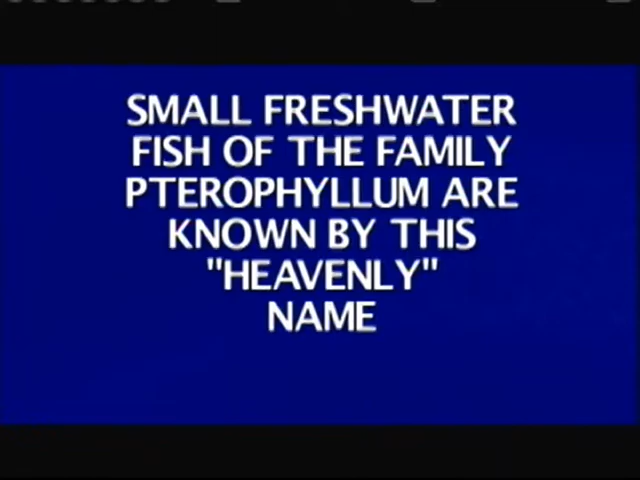 SMALL FRESHWATER
FISH OF THE FAMILY
PTEROPHYLLUM ARE
KNOWN BY THIS
"HEAVENLY"
NAME